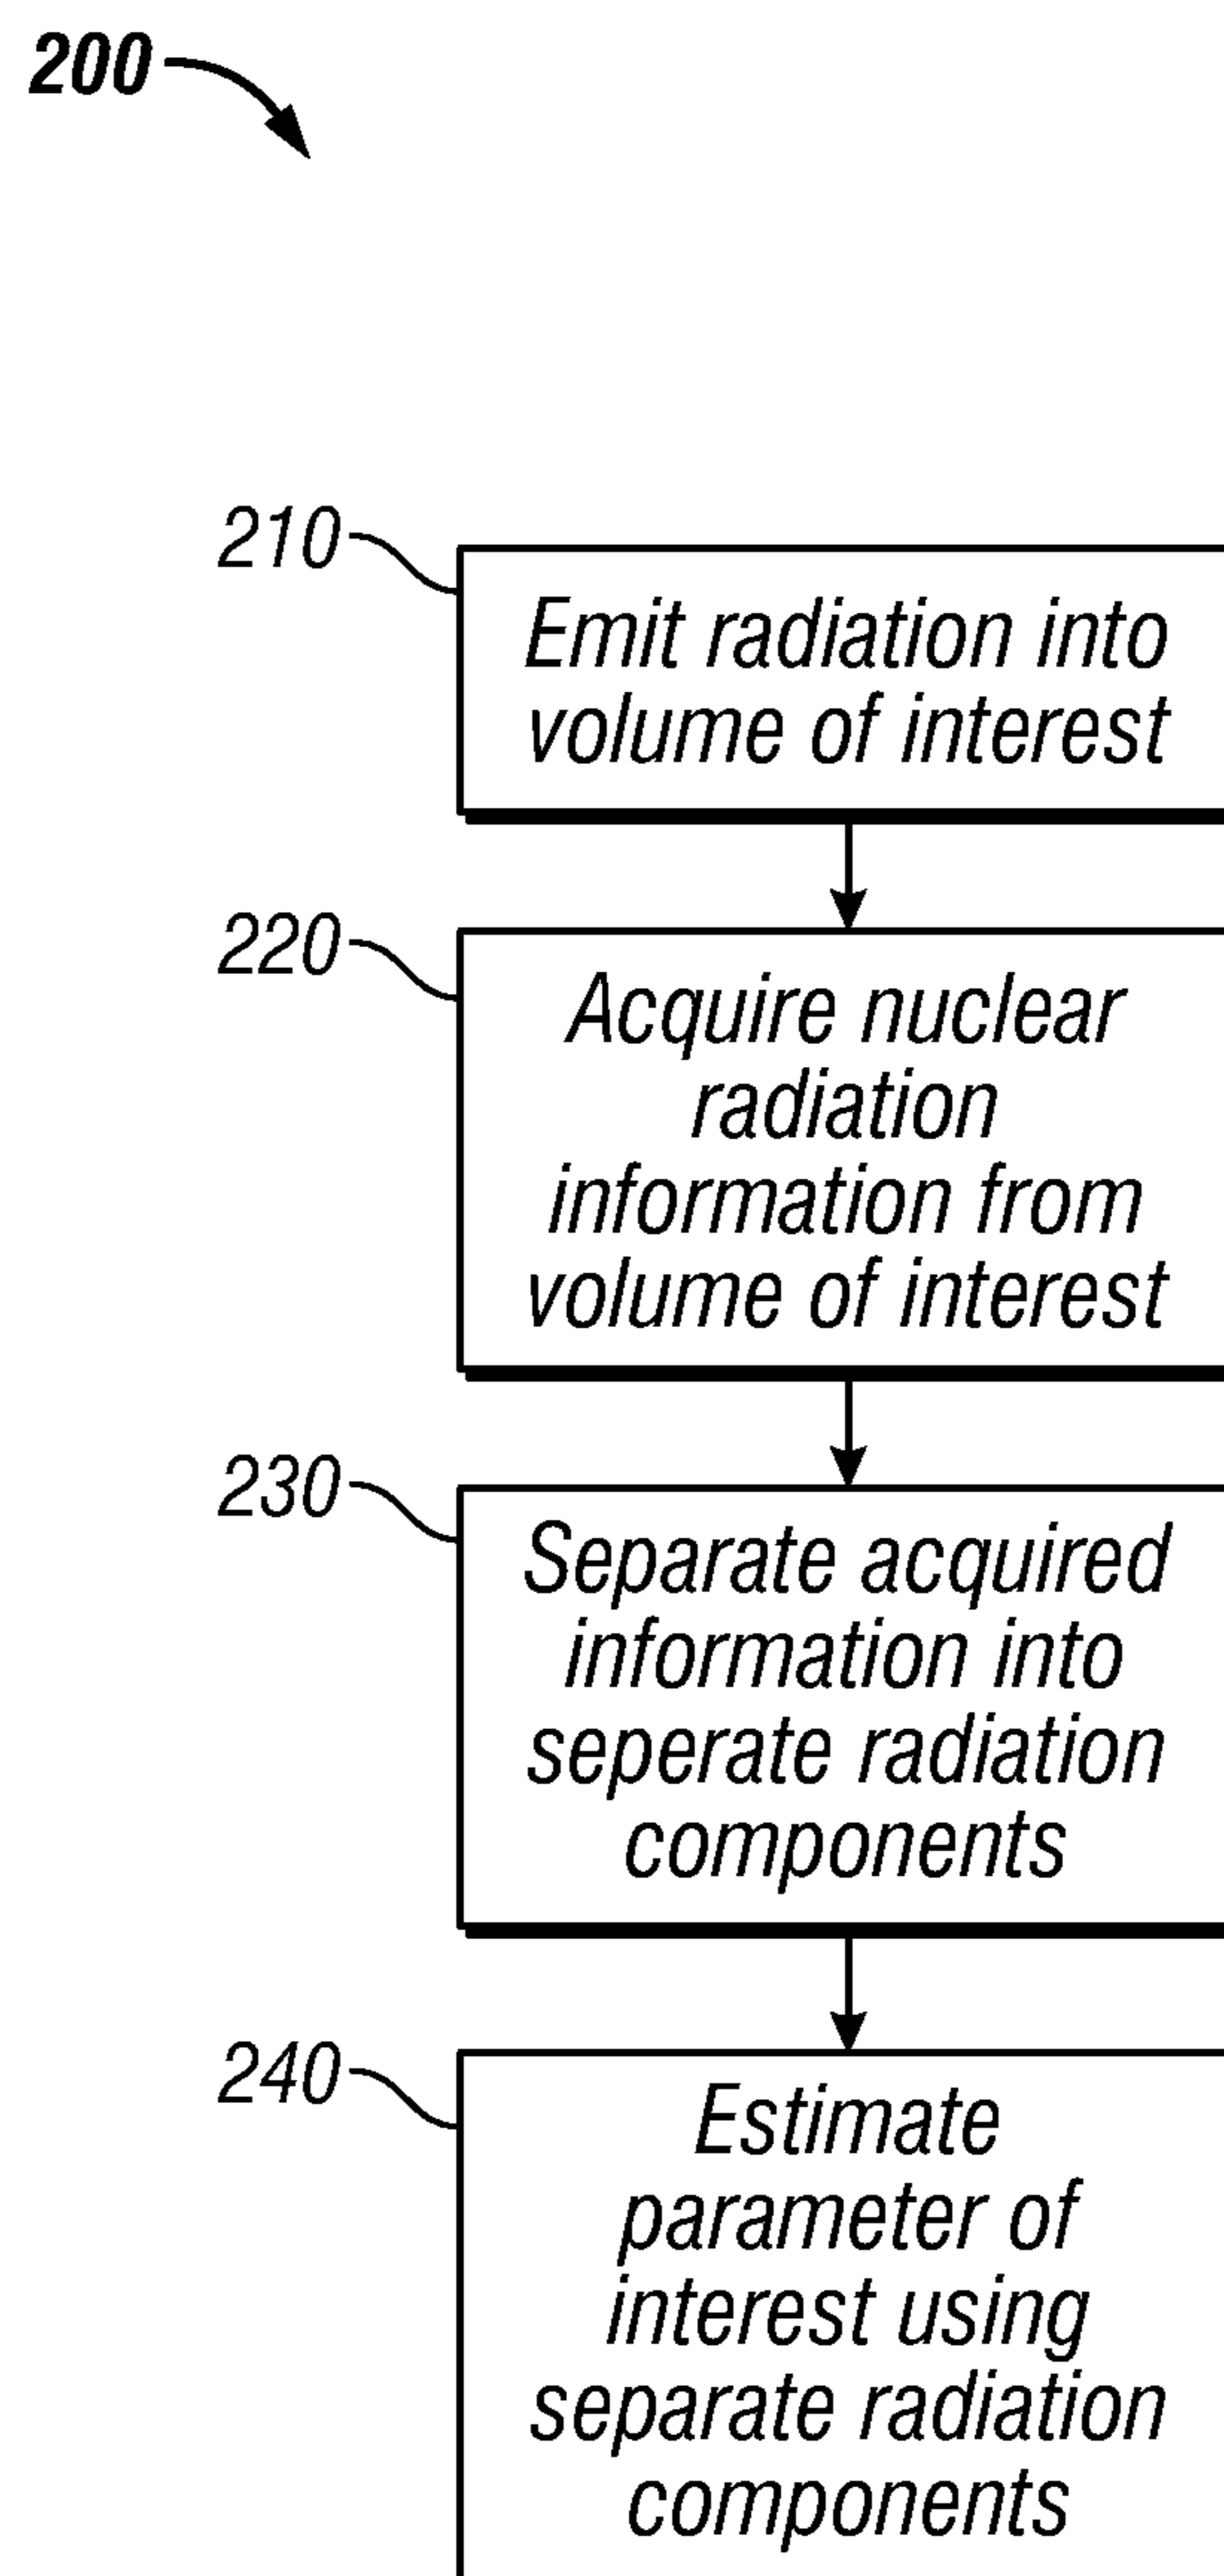 200
210
Emit radiation into
volume of interest
220
Acquire nuclear
radiation
information from
volume of interest
230
Separate acquired
information into
seperate radiation
components
240
Estimate
parameter of
interest using
separate radiation
components